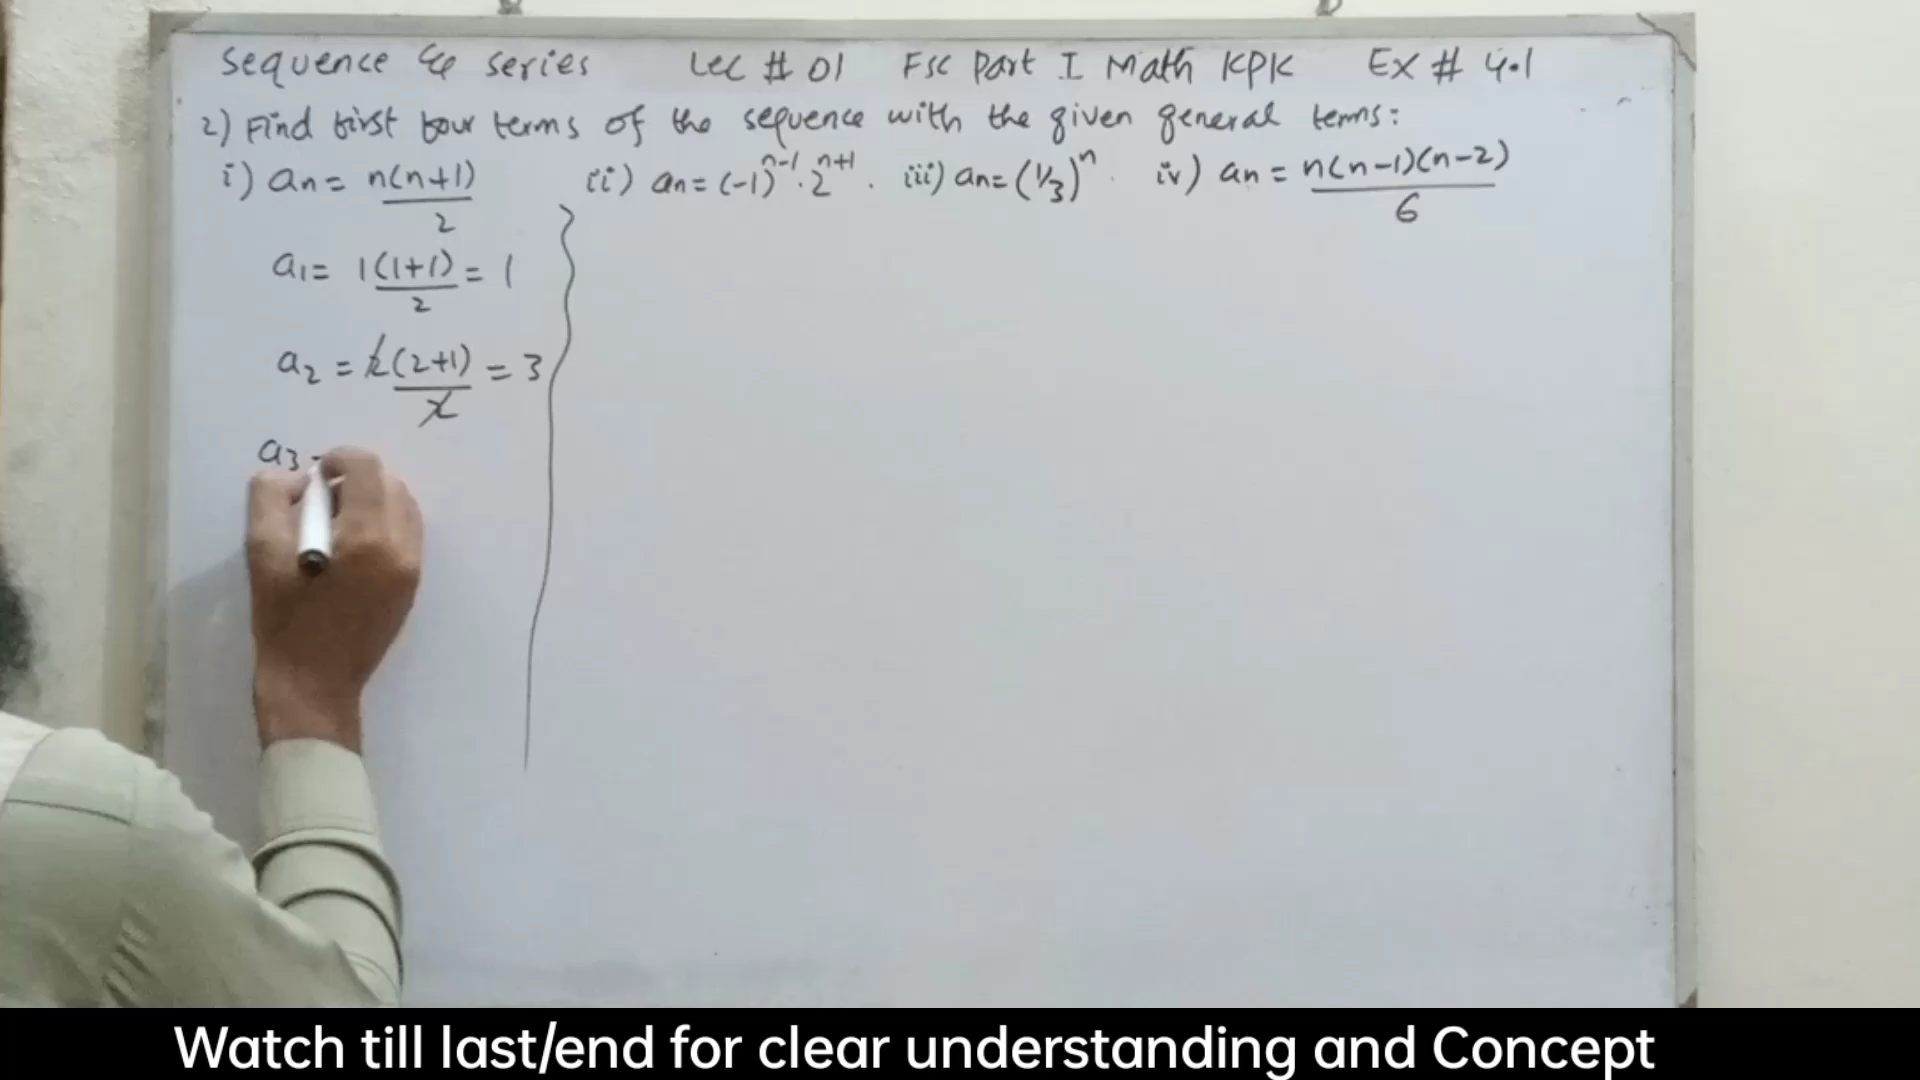 Sequence & series Lec # 01 Fsc Part I Math KPK Ex # 4.1
2) Find first four terms of the sequence with the given general terms:
i) an = n(n+1)/2 ii) an = (-1)^n-1 . 2^n+1 . iii) an = (1/3)^n . iv) an = n(n-1)(n-2)/6
a1 = 1(1+1)/2 = 1
a2 = 2(2+1)/2 = 3
a3 =
Watch till last/end for clear understanding and Concept